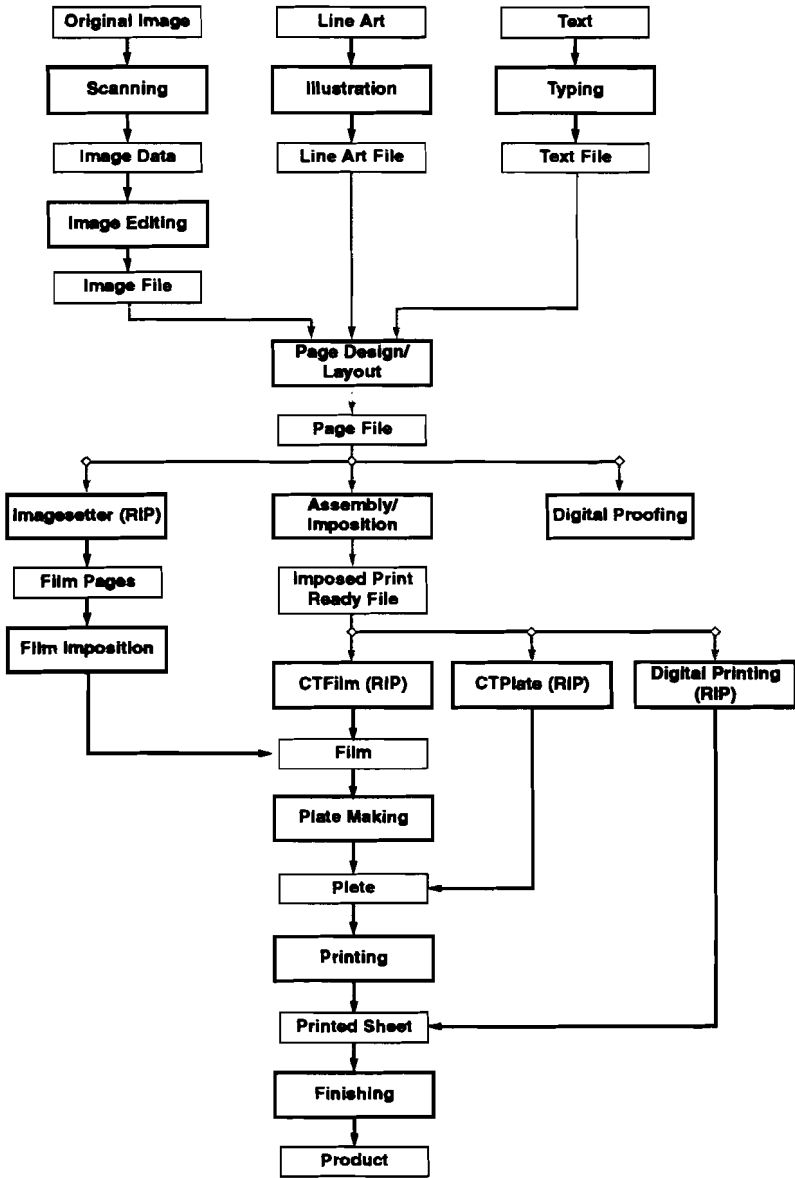 Original Image
Line Art
Text
Scanning
Illustration
Typing
Image Data
Line Art File
Text File
Image Editing
Image File
Page Design/
Layout
Page File
Imagesetter (RIP)
Assembly/
Imposition
Digital Proofing
Film Pages
Imposed Print
Ready File
Film Imposition
CTFilm (RIP)
CTPlate (RIP)
Digital Printing
(RIP)
Film
Plate Making
Plete
Printing
Printed Sheet
Finishing
Product